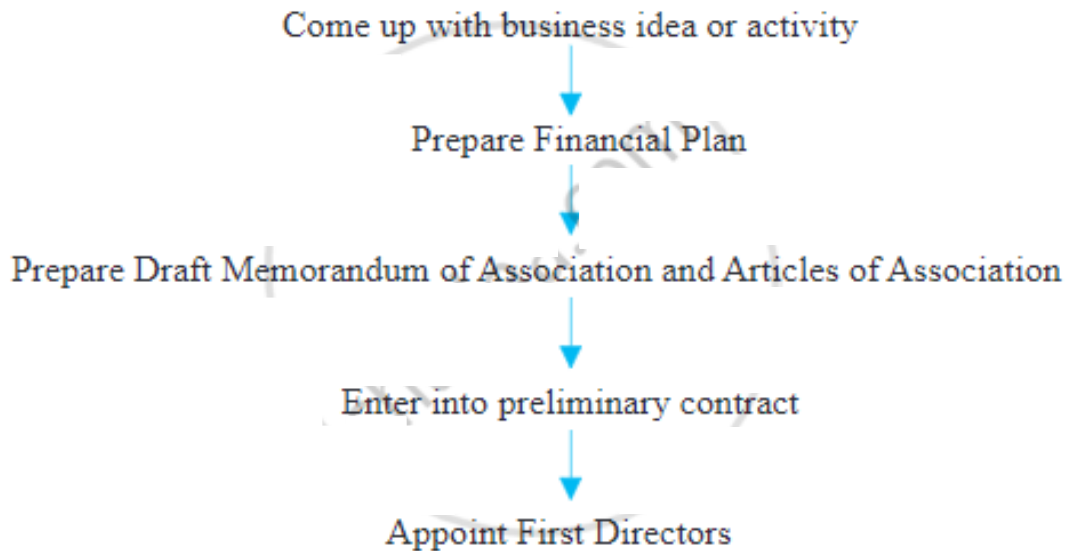 Come up with business idea or activity
Prepare Financial Plan
Prepare Draft Memorandum of Association and Articles of Association
Enter into preliminary contract
Appoint First Directors